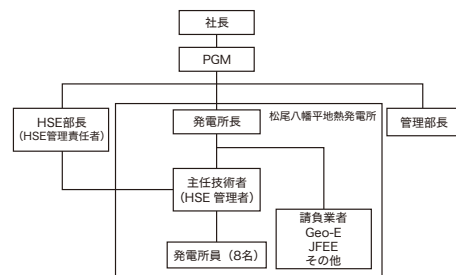 社長
PGM
HSE部長
（HSE管理責任者）
発電所長
松尾八幡平地熱発電所
管理部長
主任技術者
（HSE 管理者）
請負業者
Geo-E
JFEE
その他
発電所員（8名）